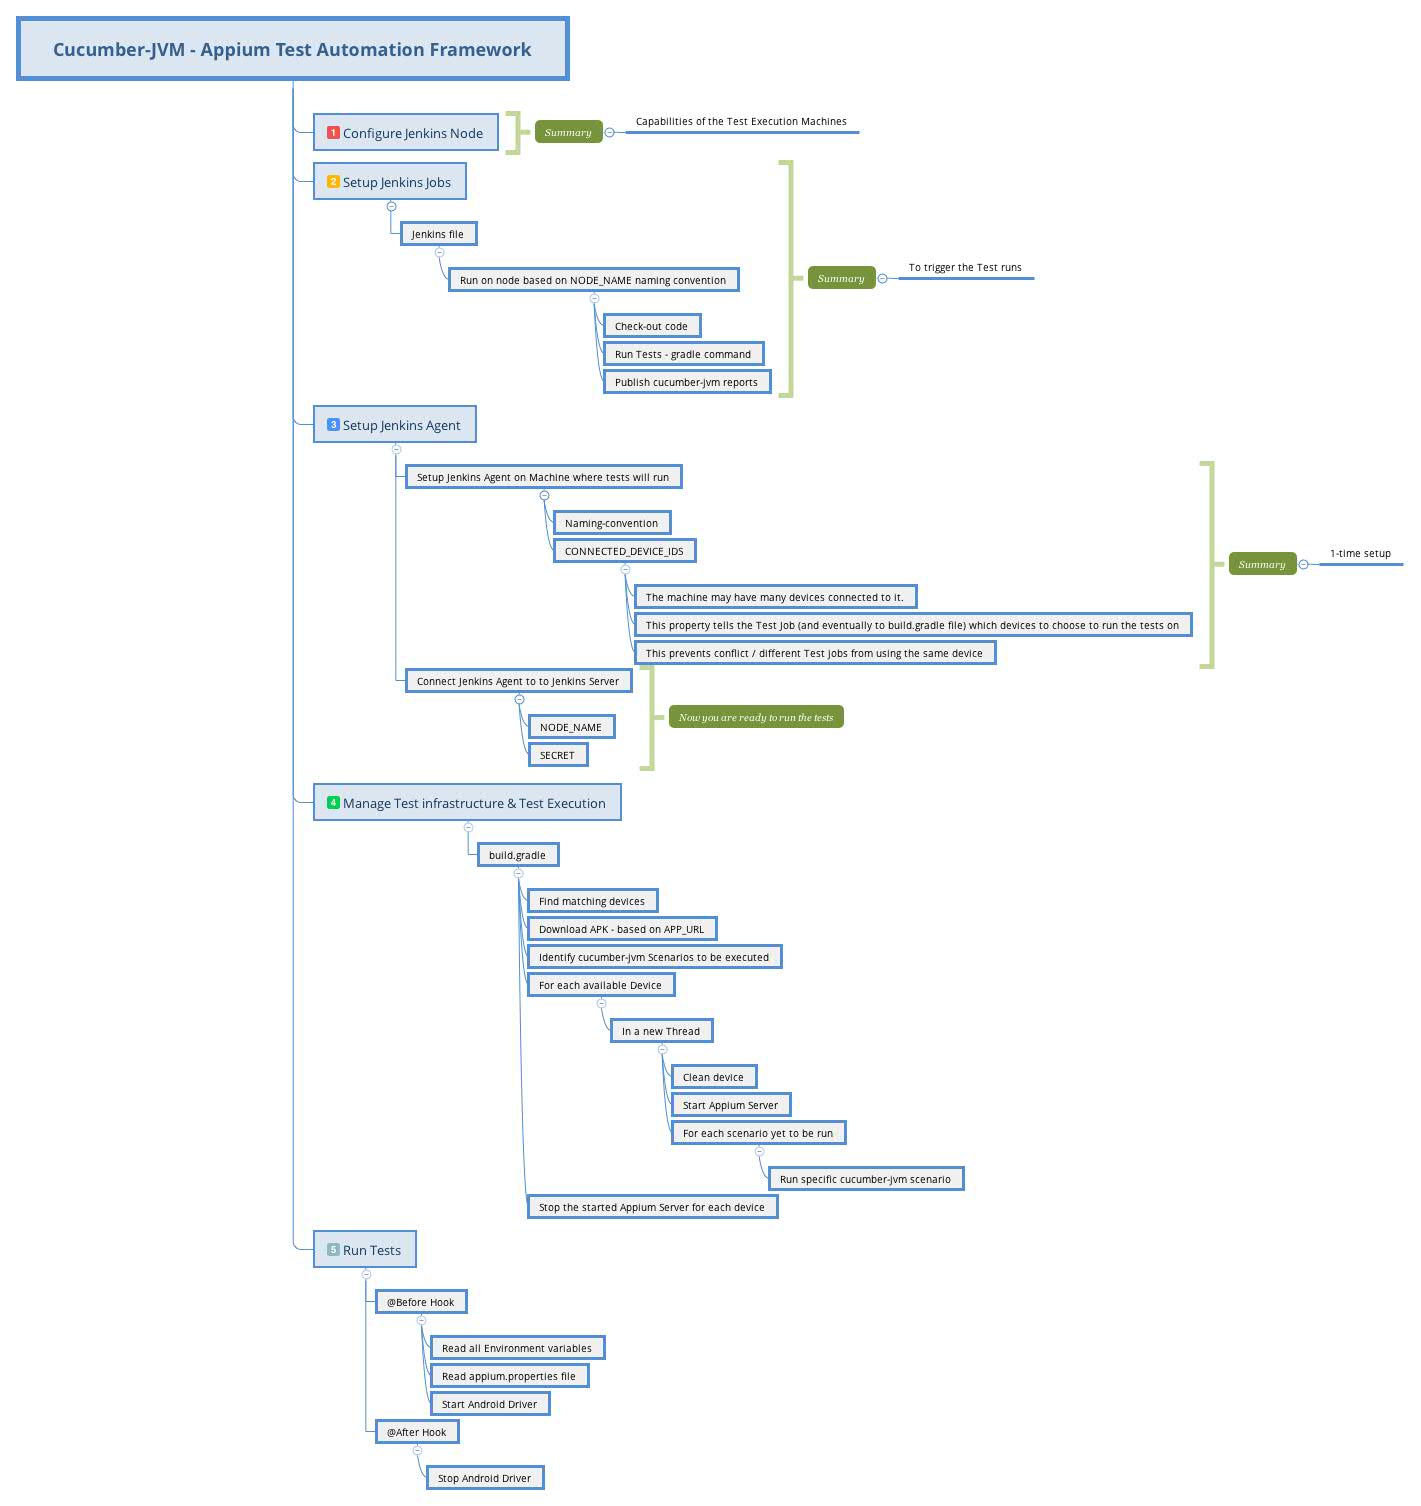 Cucumber-JVM - Appium Test Automation Framework
1 Configure Jenkins Node
Summary
Capabilities of the Test Execution Machines
2 Setup Jenkins Jobs
Jenkins file
Run on node based on NODE_NAME naming convention
Check-out code
Run Tests - gradle command
Publish cucumber-jvm reports
Summary
To trigger the Test runs
3 Setup Jenkins Agent
Setup Jenkins Agent on Machine where tests will run
Naming-convention
CONNECTED_DEVICE_IDS
The machine may have many devices connected to it.
This property tells the Test Job (and eventually to build.gradle file) which devices to choose to run the tests on
This prevents conflict / different Test jobs from using the same device
Summary
1-time setup
Connect Jenkins Agent to to Jenkins Server
NODE_NAME
SECRET
Now you are ready to run the tests
4 Manage Test infrastructure & Test Execution
build.gradle
Find matching devices
Download APK - based on APP_URL
Identify cucumber-jvm Scenarios to be executed
For each available Device
In a new Thread
Clean device
Start Appium Server
For each scenario yet to be run
Run specific cucumber-jvm scenario
Stop the started Appium Server for each device
5 Run Tests
@Before Hook
Read all Environment variables
Read appium.properties file
Start Android Driver
@After Hook
Stop Android Driver